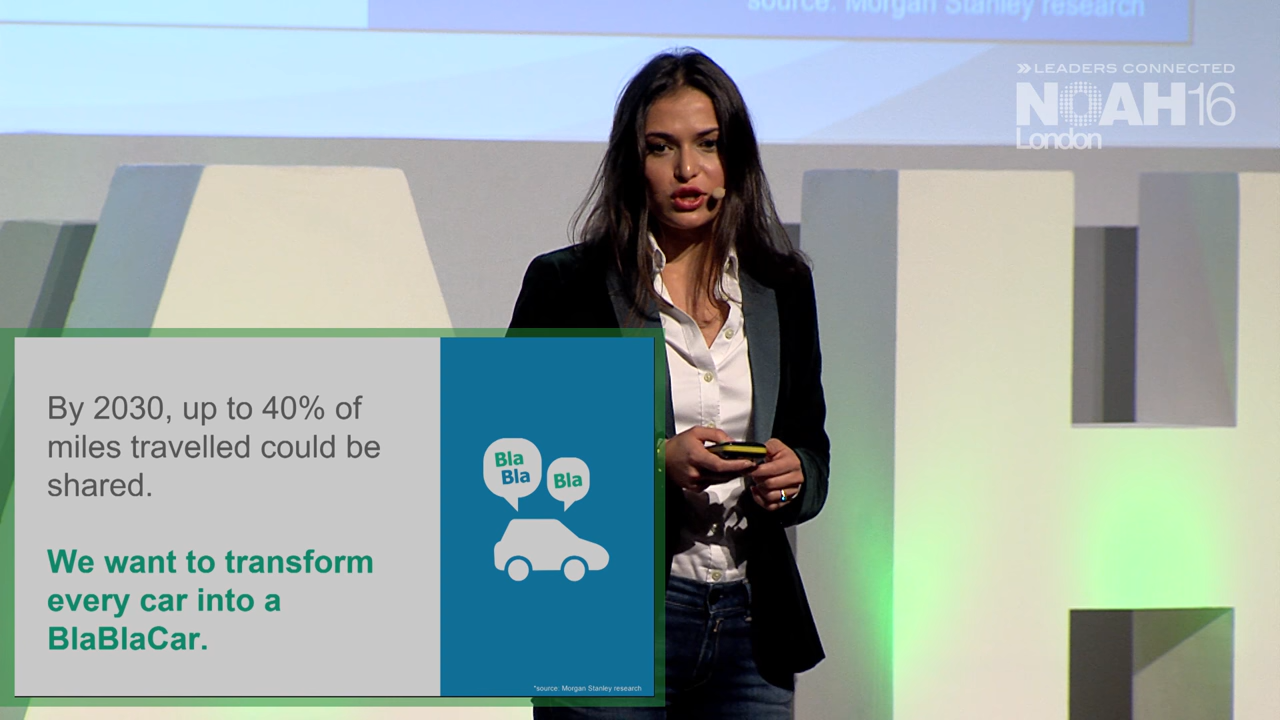 source: Morgan Stanley research
LEADERS CONNECTED
NOAH16
London
By 2030, up to 40% of
miles travelled could be
shared.
We want to transform
every car into a
BlaBlaCar.
Bla
Bla
Bla
*source: Morgan Stanley research
AH